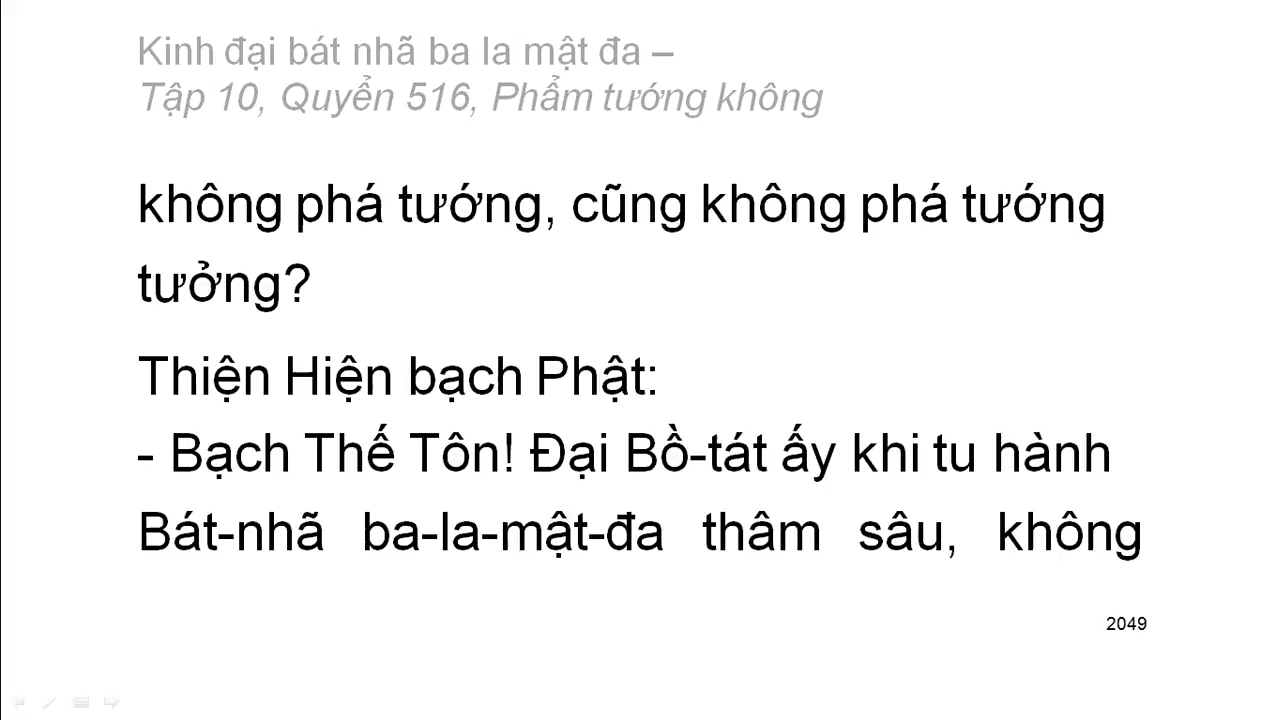 Kinh đại bát nhã ba la mật đa –
Tập 10, Quyển 516, Phẩm tướng không
không phá tướng, cũng không phá tướng
tưởng?
Thiện Hiện bạch Phật:
- Bạch Thế Tôn! Đại Bồ-tát ấy khi tu hành
Bát-nhã ba-la-mật-đa thâm sâu, không
2049